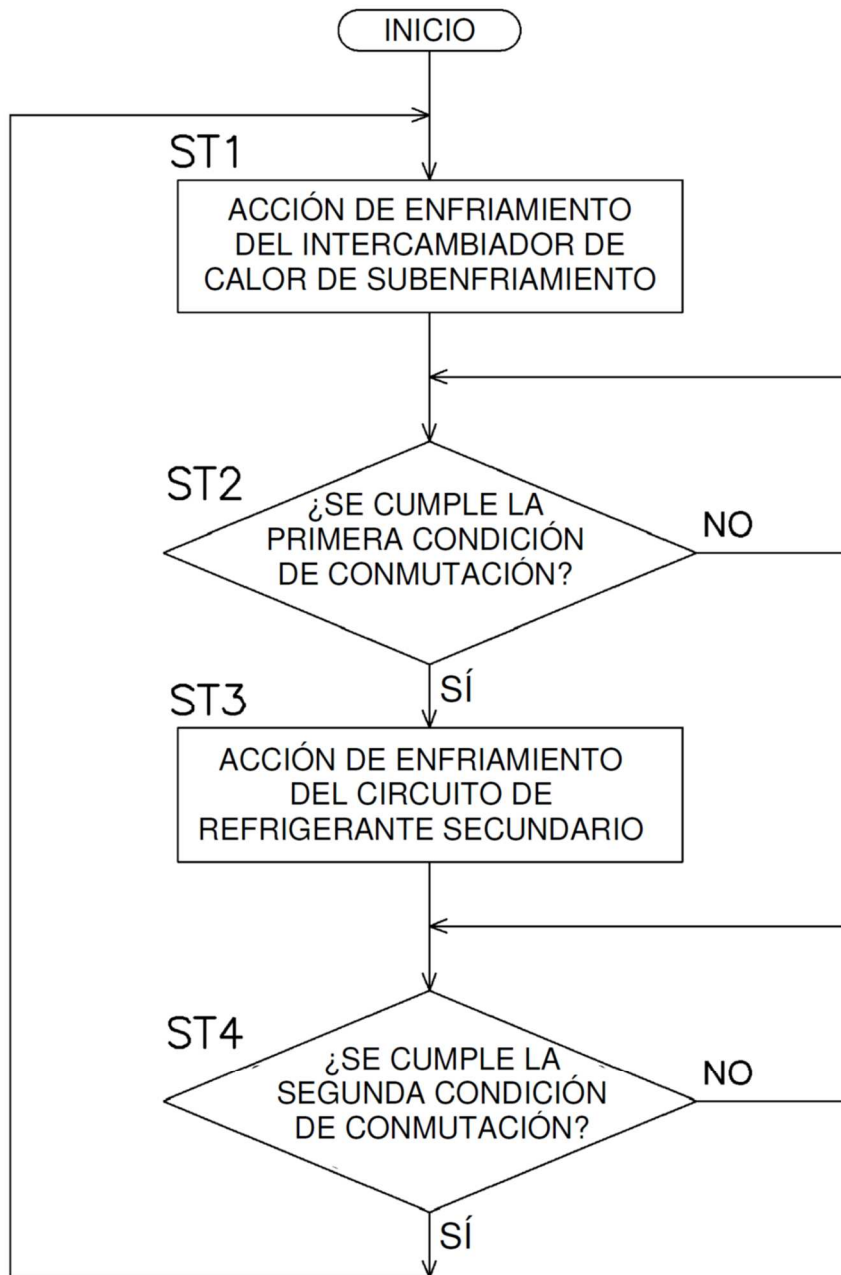 INICIO
ST1
ACCIÓN DE ENFRIAMIENTO
DEL INTERCAMBIADOR DE
CALOR DE SUBENFRIAMIENTO
ST2
¿SE CUMPLE LA
PRIMERA CONDICIÓN
DE CONMUTACIÓN?
NO
SÍ
ST3
ACCIÓN DE ENFRIAMIENTO
DEL CIRCUITO DE
REFRIGERANTE SECUNDARIO
ST4
¿SE CUMPLE LA
SEGUNDA CONDICIÓN
DE CONMUTACIÓN?
NO
SÍ